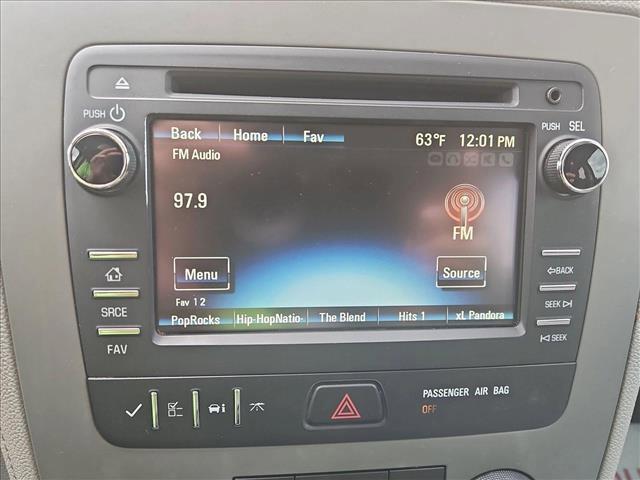 PUSH
PUSH SEL
Back Home Fav 63°F 12:01 PM
FM Audio
97.9
FM
Menu Source
Fav 1 2
PopRocks Hip-HopNatio- The Blend Hits 1 xL Pandora
BACK
SRCE
SEEK
FAV
SEEK
PASSENGER AIR BAG
OFF